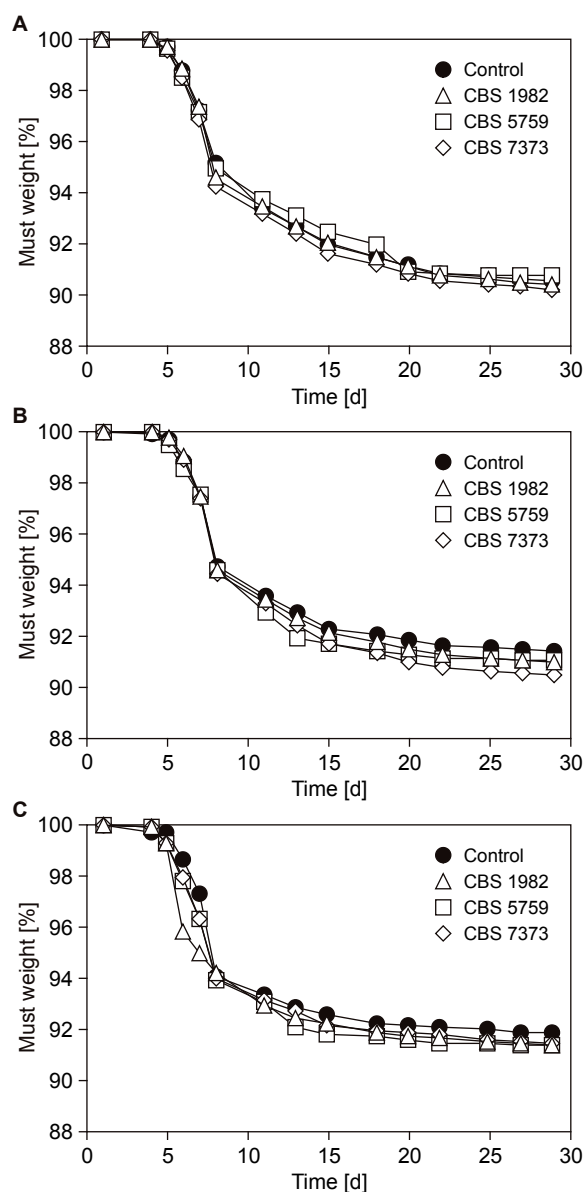 A
Must weight [%]
100
98
96
94
92
90
88
Control
CBS 1982
CBS 5759
CBS 7373
0 5 10 15 20 25 30
Time [d]
B
Must weight [%]
100
98
96
94
92
90
88
Control
CBS 1982
CBS 5759
CBS 7373
0 5 10 15 20 25 30
Time [d]
C
Must weight [%]
100
98
96
94
92
90
88
Control
CBS 1982
CBS 5759
CBS 7373
0 5 10 15 20 25 30
Time [d]